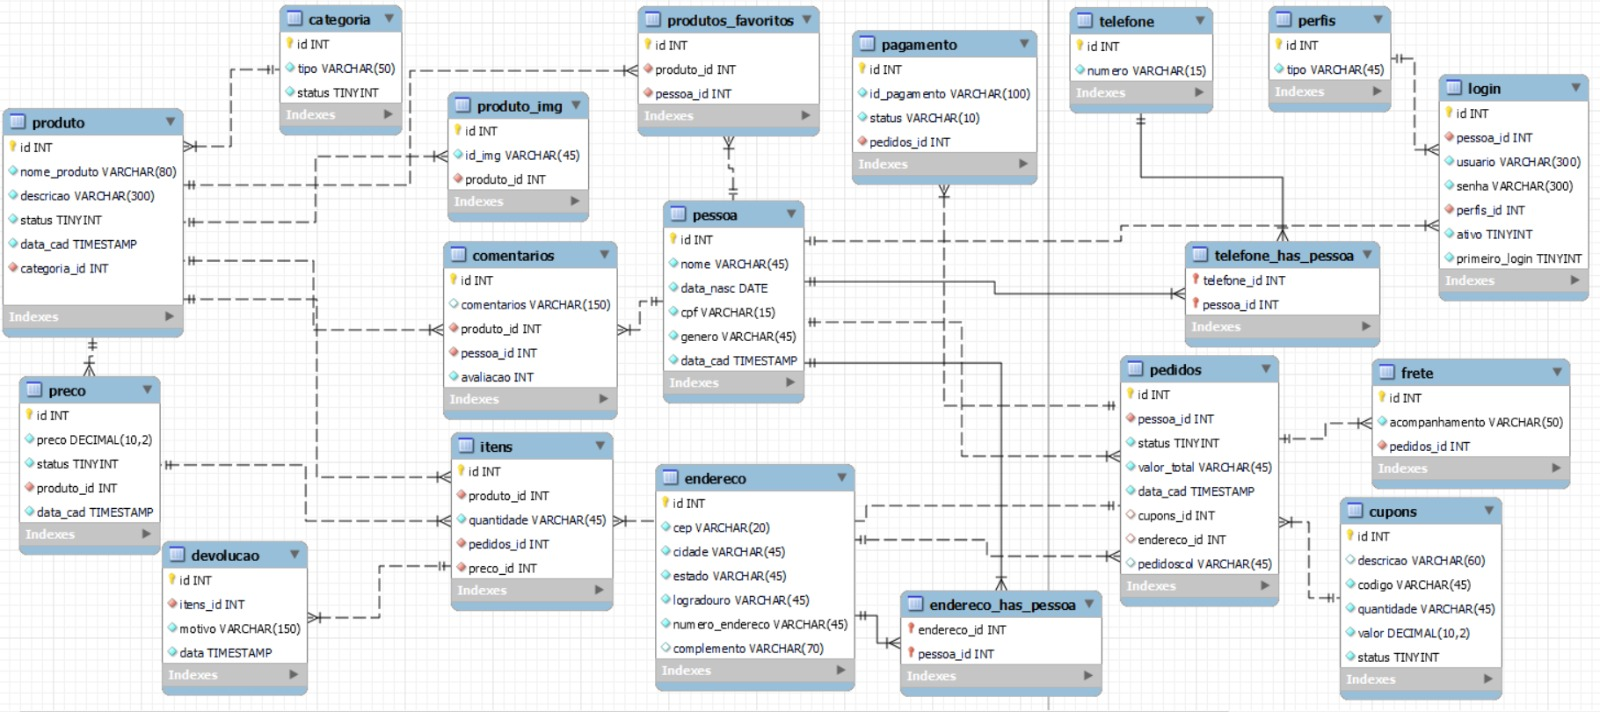 categoria
id INT
tipo VARCHAR(50)
status TINYINT
Indexes
produtos_favoritos
id INT
produto_id INT
pessoa_id INT
Indexes
pagamento
id INT
id_pagamento VARCHAR(100)
status VARCHAR(10)
pedidos_id INT
Indexes
telefone
id INT
numero VARCHAR(15)
Indexes
perfis
id INT
tipo VARCHAR(45)
Indexes
login
id INT
pessoa_id INT
usuario VARCHAR(300)
senha VARCHAR(300)
perfis_id INT
ativo TINYINT
primeiro_login TINYINT
Indexes
produto
id INT
nome_produto VARCHAR(80)
descricao VARCHAR(300)
status TINYINT
data_cad TIMESTAMP
categoria_id INT
Indexes
produto_img
id INT
id_img VARCHAR(45)
produto_id INT
Indexes
comentarios
id INT
comentarios VARCHAR(150)
produto_id INT
pessoa_id INT
avaliacao INT
Indexes
pessoa
id INT
nome VARCHAR(45)
data_nasc DATE
cpf VARCHAR(15)
genero VARCHAR(45)
data_cad TIMESTAMP
Indexes
telefone_has_pessoa
telefone_id INT
pessoa_id INT
Indexes
preco
id INT
preco DECIMAL(10,2)
status TINYINT
produto_id INT
data_cad TIMESTAMP
Indexes
itens
id INT
produto_id INT
quantidade VARCHAR(45)
pedidos_id INT
preco_id INT
Indexes
endereco
id INT
cep VARCHAR(20)
cidade VARCHAR(45)
estado VARCHAR(45)
logradouro VARCHAR(45)
numero_endereco VARCHAR(45)
complemento VARCHAR(70)
Indexes
pedidos
id INT
pessoa_id INT
status TINYINT
valor_total VARCHAR(45)
data_cad TIMESTAMP
cupons_id INT
endereco_id INT
pedidoscol VARCHAR(45)
Indexes
frete
id INT
acompanhamento VARCHAR(50)
pedidos_id INT
Indexes
devolucao
id INT
itens_id INT
motivo VARCHAR(150)
data TIMESTAMP
Indexes
endereco_has_pessoa
endereco_id INT
pessoa_id INT
Indexes
cupons
id INT
descricao VARCHAR(60)
codigo VARCHAR(45)
quantidade VARCHAR(45)
valor DECIMAL(10,2)
status TINYINT
Indexes